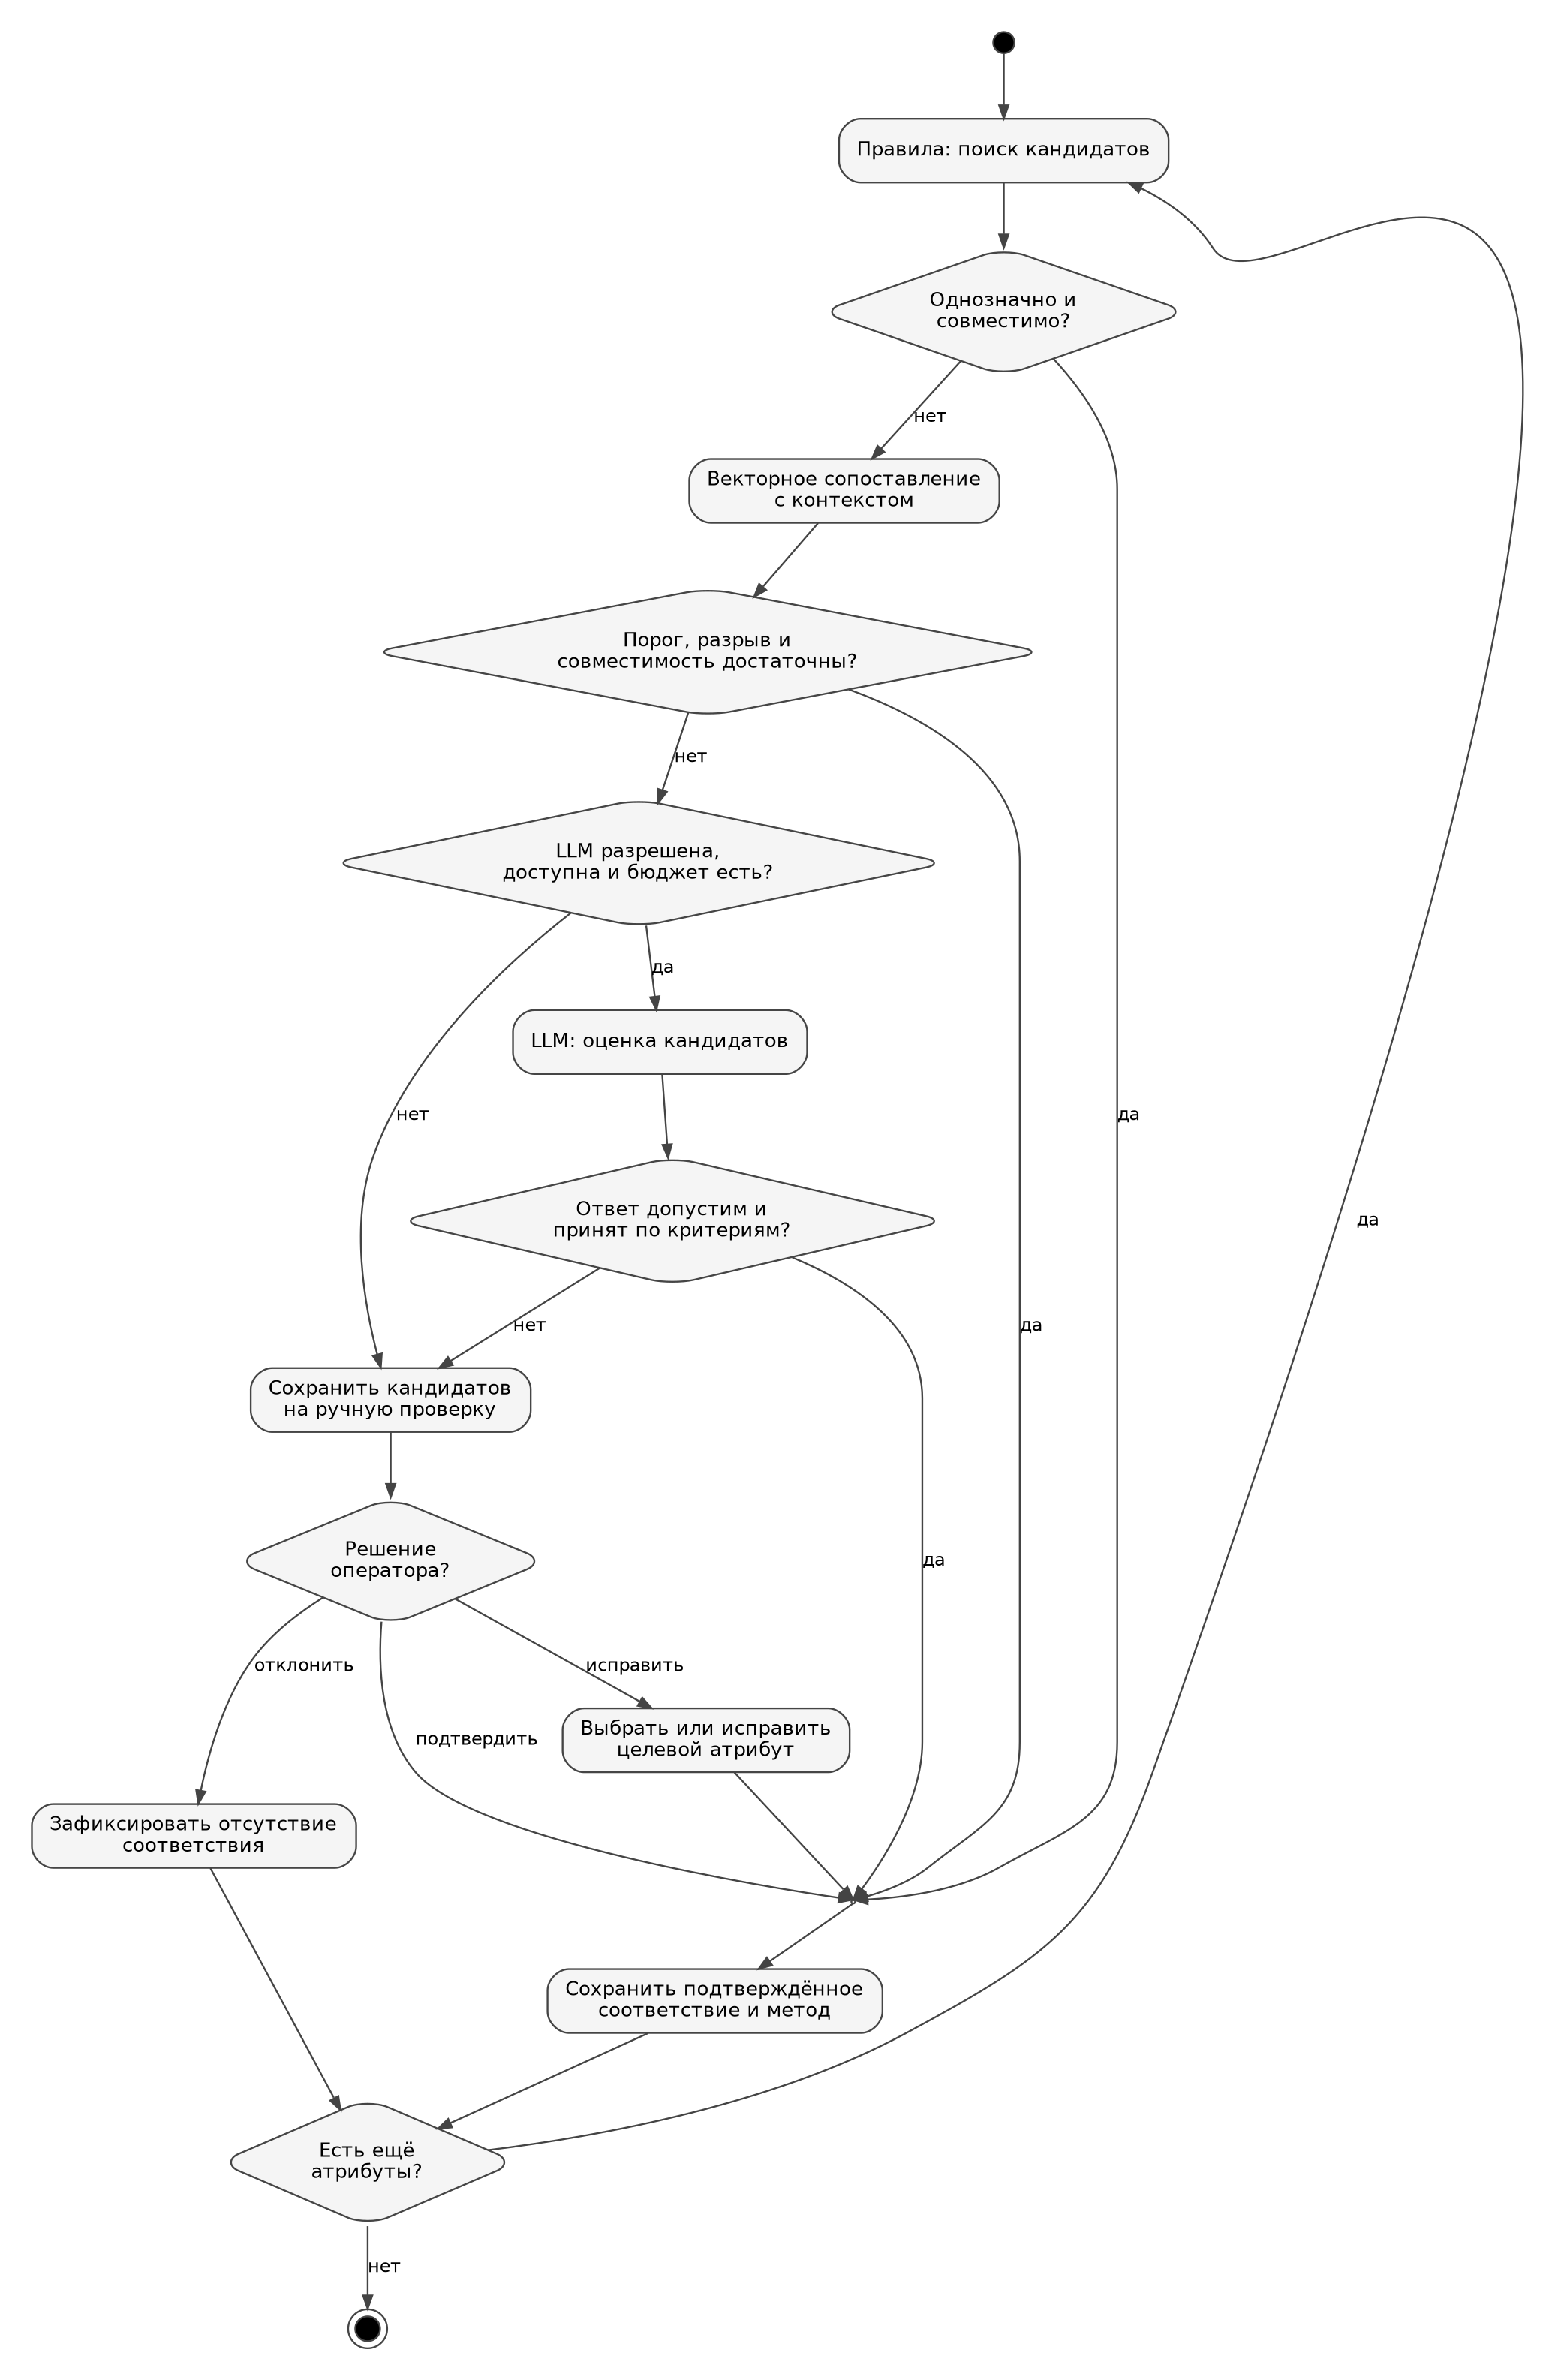 Правила: поиск кандидатов
Однозначно и
совместимо?
нет
Векторное сопоставление
с контекстом
Порог, разрыв и
совместимость достаточны?
нет
LLM разрешена,
доступна и бюджет есть?
да
LLM: оценка кандидатов
нет
да
Ответ допустим и
принят по критериям?
да
нет
да
Сохранить кандидатов
на ручную проверку
Решение
оператора?
да
отклонить
исправить
подтвердить
Выбрать или исправить
целевой атрибут
Зафиксировать отсутствие
соответствия
Сохранить подтверждённое
соответствие и метод
Есть ещё
атрибуты?
нет